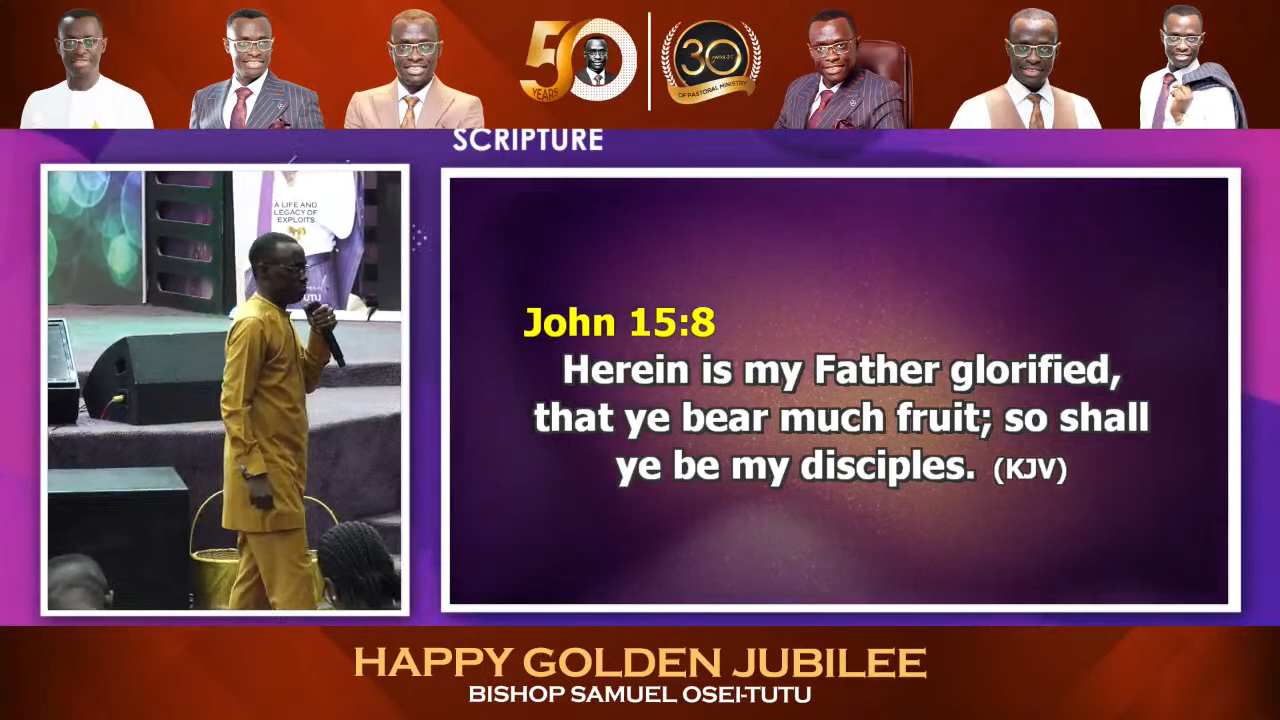 50
YEARS
30
OF PASTORAL MINISTRY
SCRIPTURE
A LIFE AND
LEGACY OF
EXPLOITS
TUTU
John 15:8
Herein is my Father glorified,
that ye bear much fruit; so shall
ye be my disciples. (KJV)
HAPPY GOLDEN JUBILEE
BISHOP SAMUEL OSEI-TUTU